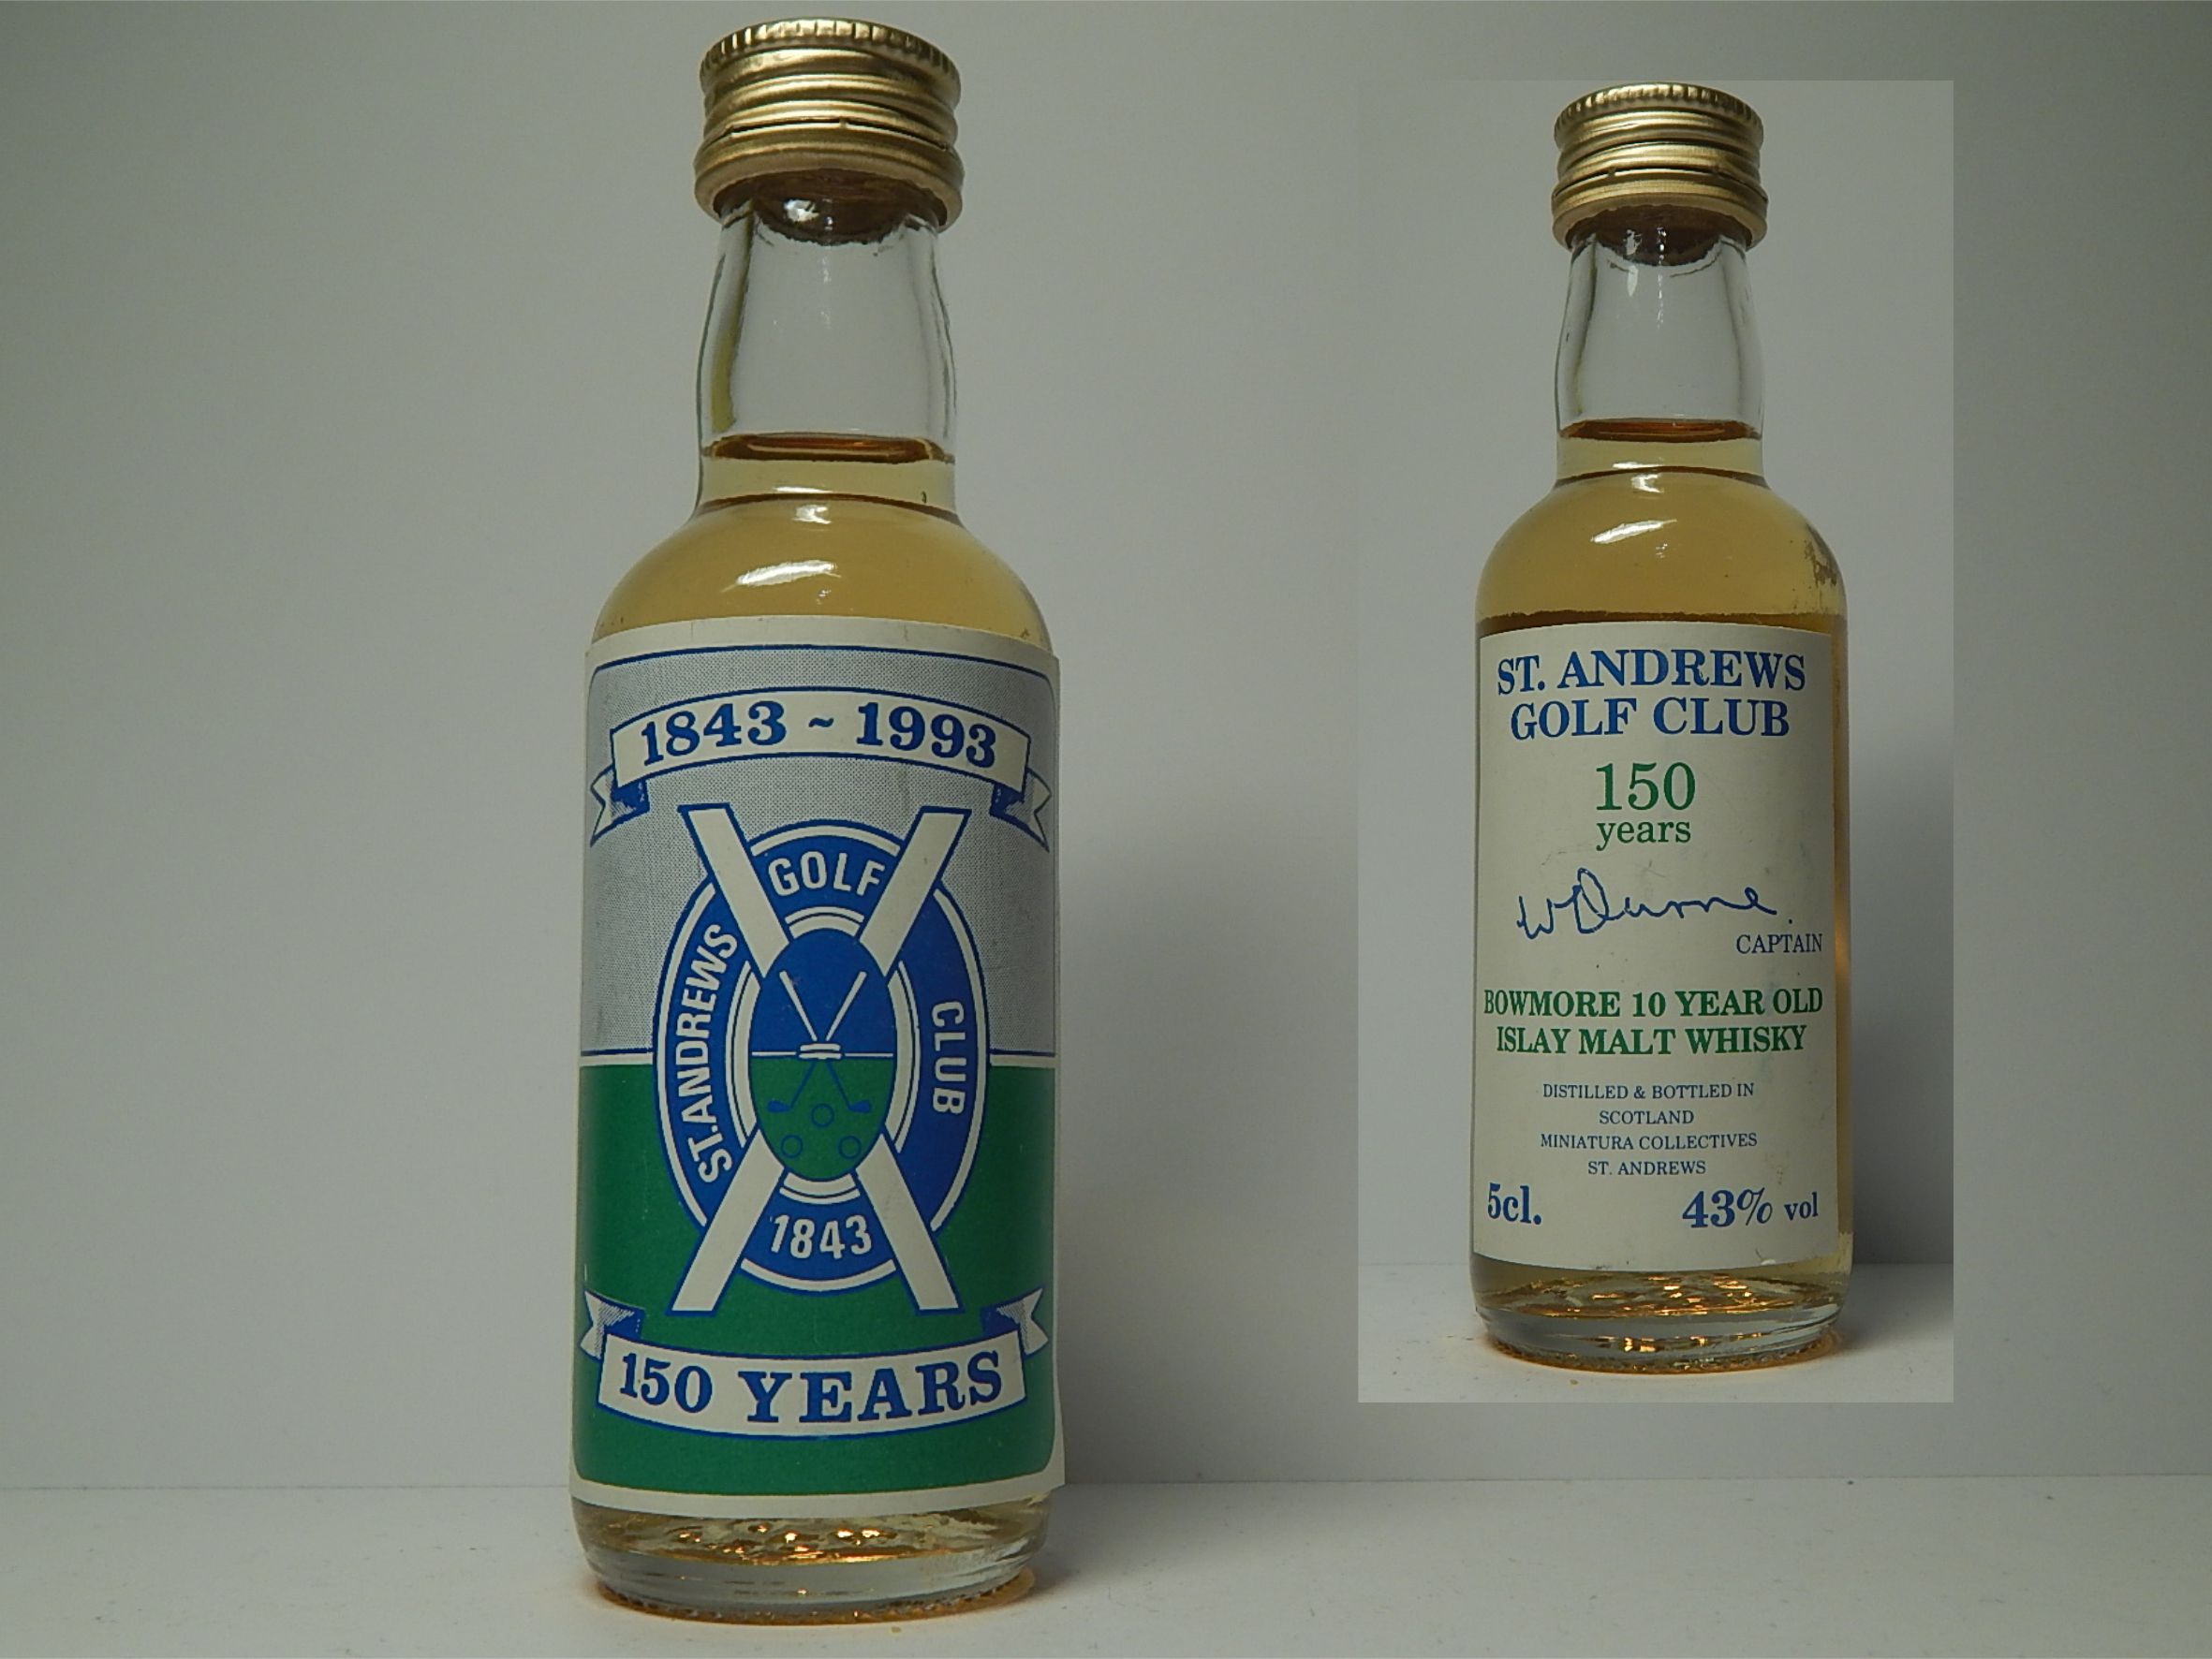 1843 ~ 1993
GOLF
ST. ANDREWS
CLUB
1843
150 YEARS
ST. ANDREWS
GOLF CLUB
150
years
CAPTAIN
BOWMORE 10 YEAR OLD
ISLAY MALT WHISKY
DISTILLED & BOTTLED IN
SCOTLAND
MINIATURA COLLECTIVES
ST. ANDREWS
5cl. 43% vol